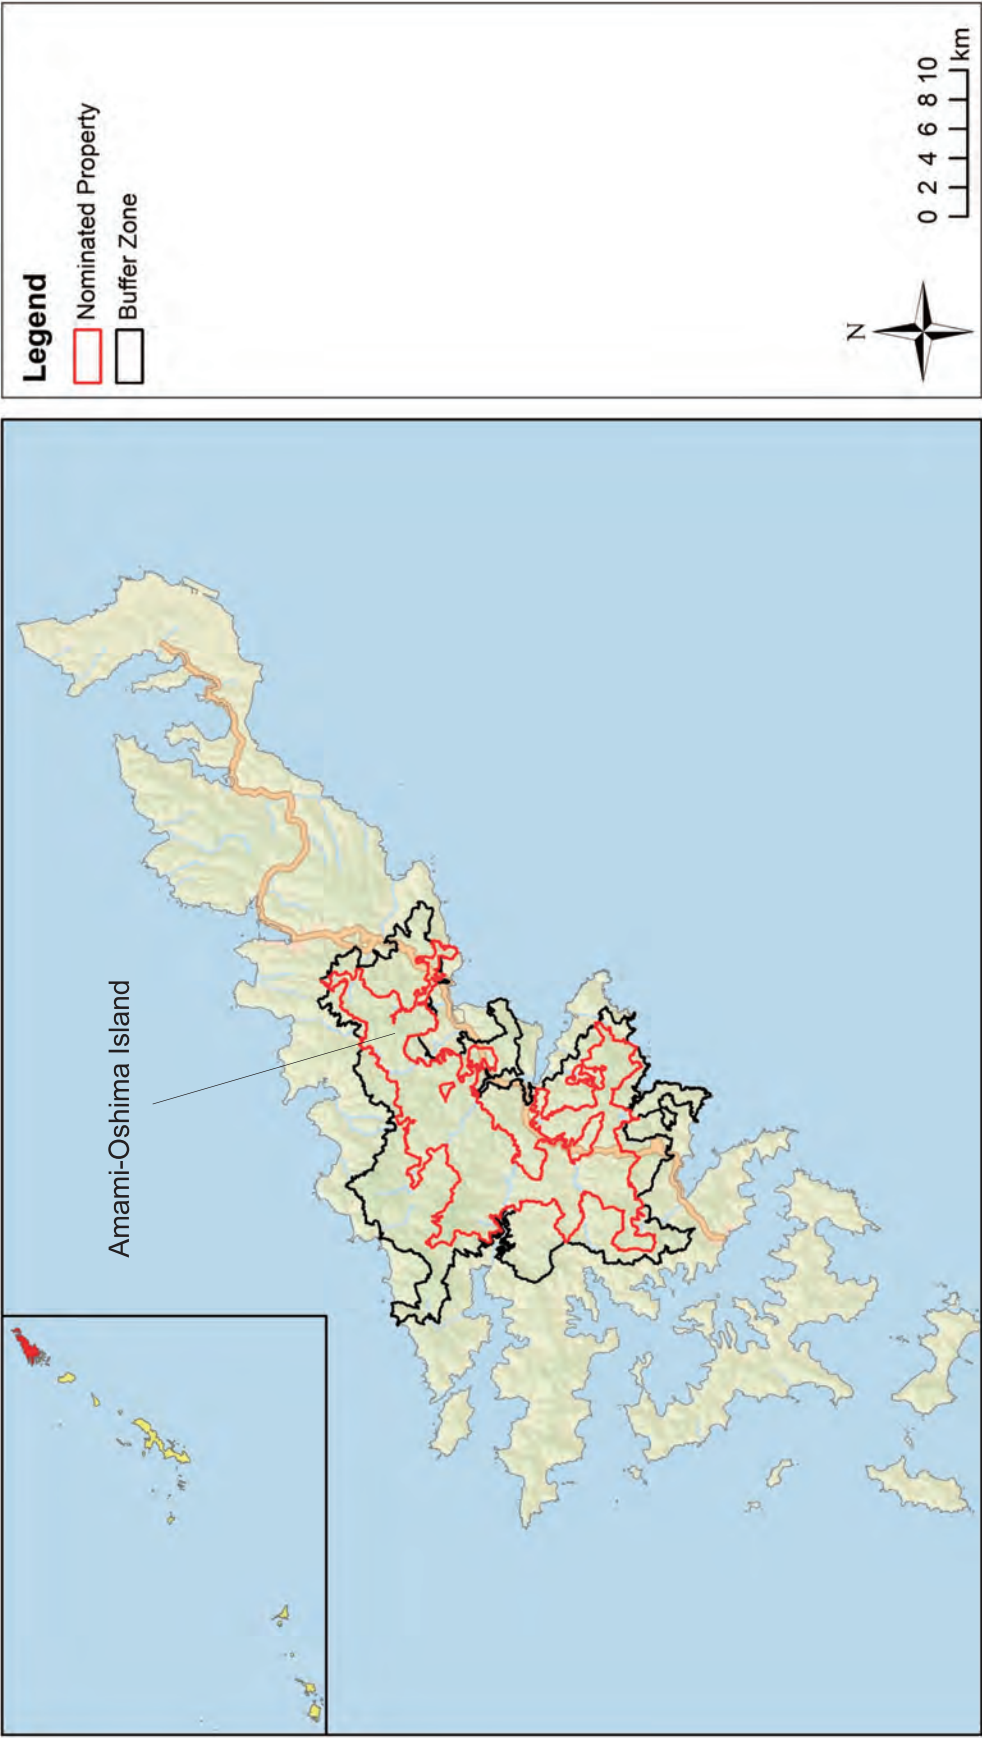 Legend
Nominated Property
Buffer Zone
N
0 2 4 6 8 10
km
Amami-Oshima Island